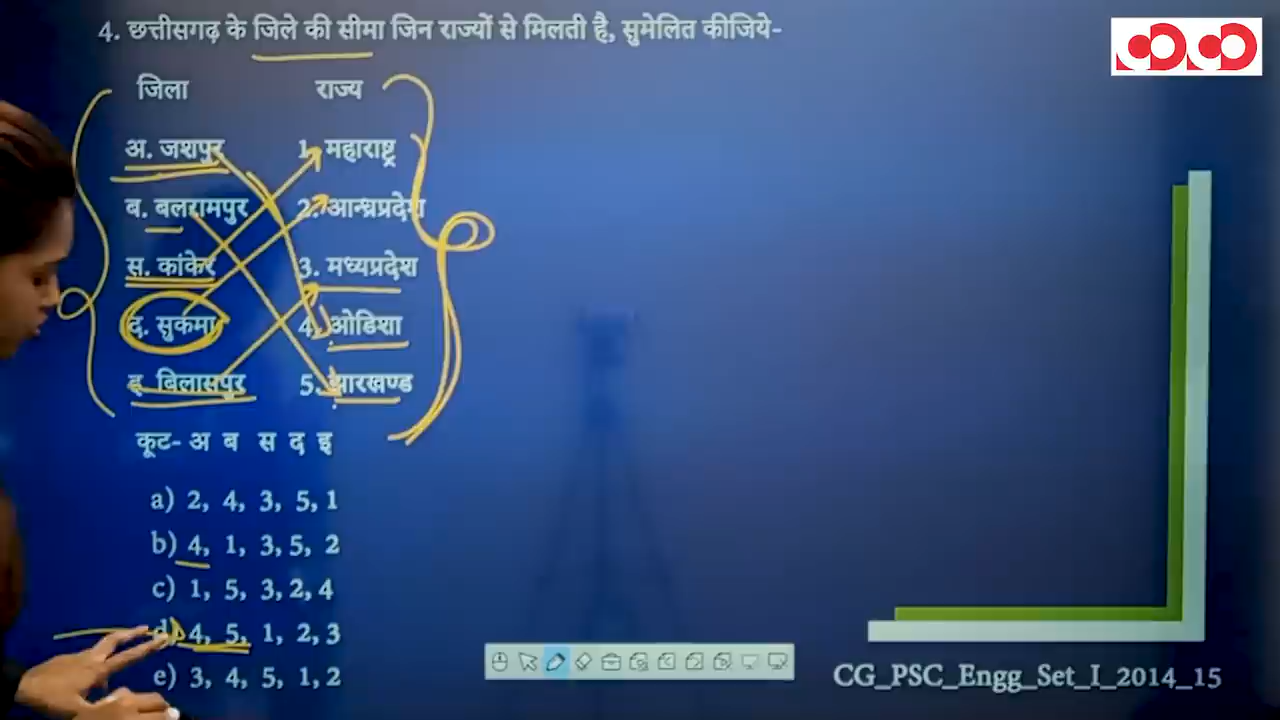 4. छत्तीसगढ़ के जिले की सीमा जिन राज्यों से मिलती है, सुमेलित कीजिये-
जिला राज्य
अ. जशपुर 1. महाराष्ट्र
ब. बलरामपुर 2. आन्ध्रप्रदेश
स. कांकेर 3. मध्यप्रदेश
द. सुकमा 4. ओडिशा
इ. बिलासपुर 5. झारखण्ड
कूट- अ ब स द इ
a) 2, 4, 3, 5, 1
b) 4, 1, 3, 5, 2
c) 1, 5, 3, 2, 4
d) 4, 5, 1, 2, 3
e) 3, 4, 5, 1, 2
CG_PSC_Engg_Set_I_2014_15